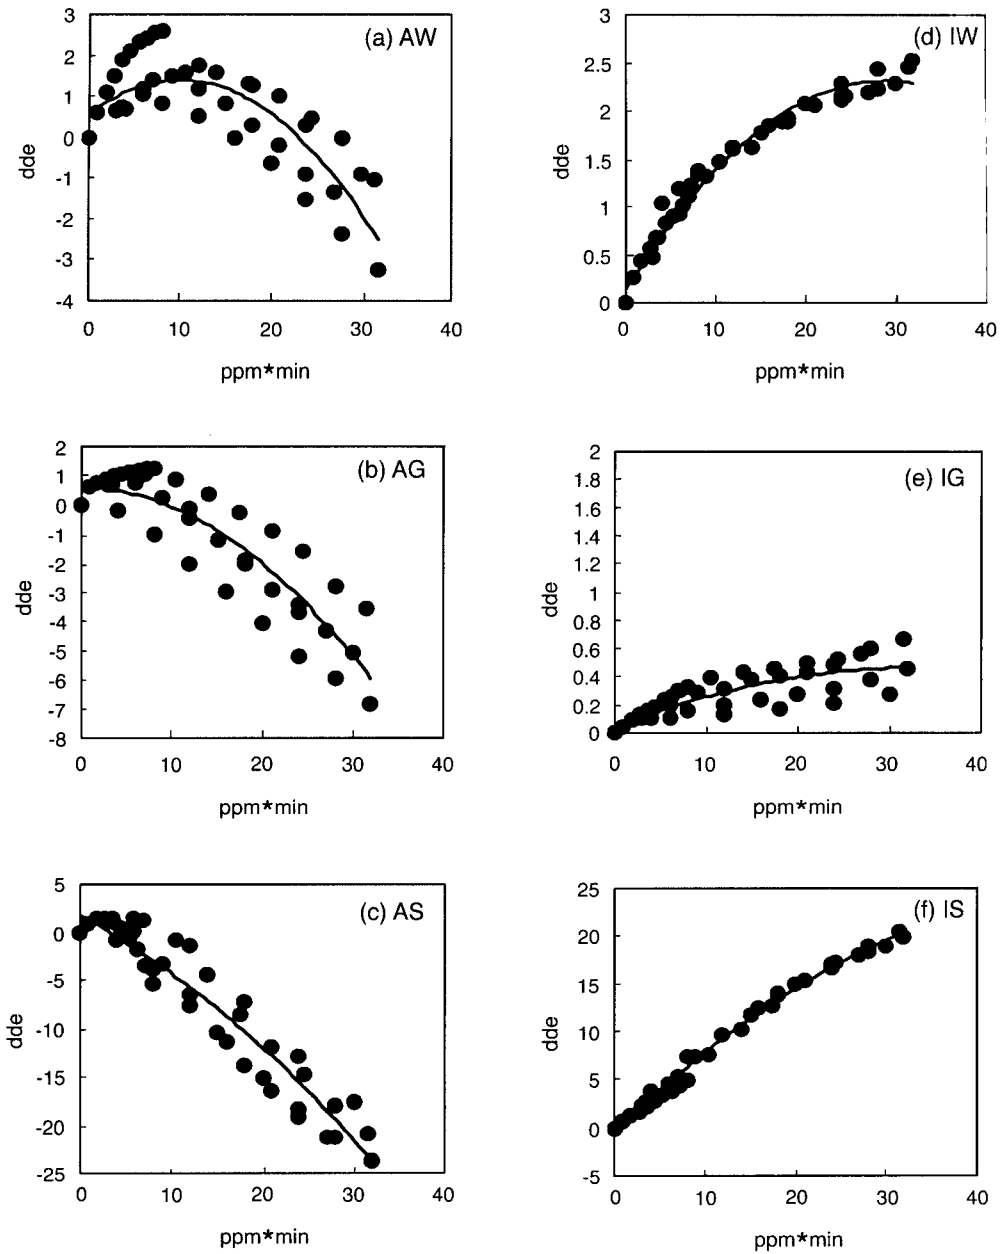 (a) AW
3
2
1
0
-1
-2
-3
-4
dde
0 10 20 30 40
ppm*min
(d) IW
3
2.5
2
1.5
1
0.5
0
dde
0 10 20 30 40
ppm*min
(b) AG
2
1
0
-1
-2
-3
-4
-5
-6
-7
-8
dde
0 10 20 30 40
ppm*min
(e) IG
2
1.8
1.6
1.4
1.2
1
0.8
0.6
0.4
0.2
0
dde
0 10 20 30 40
ppm*min
(c) AS
5
0
-5
-10
-15
-20
-25
dde
0 10 20 30 40
ppm*min
(f) IS
25
20
15
10
5
0
-5
dde
0 10 20 30 40
ppm*min